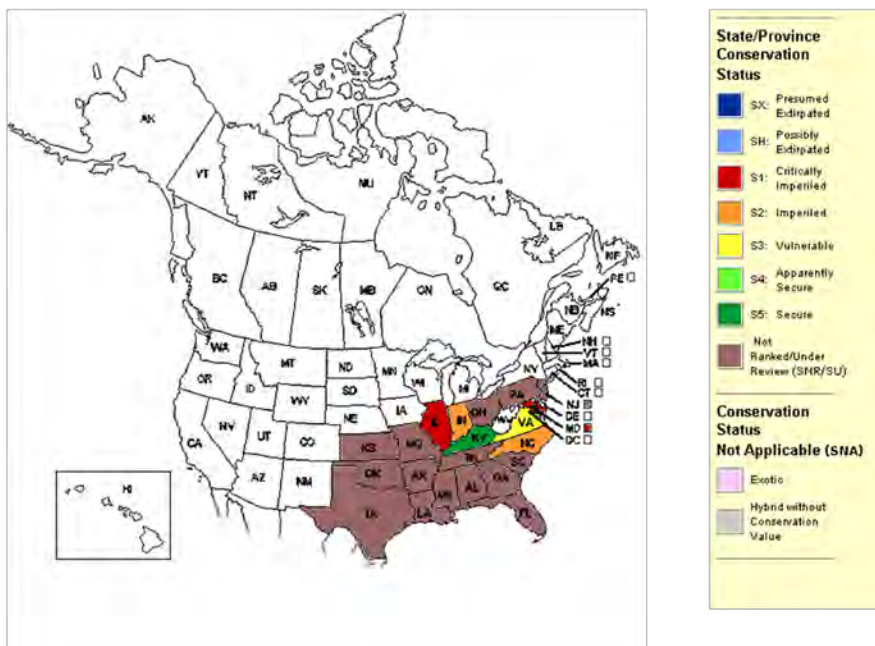 AK
YT
NT
NU
BC
AB
SK
MB
ON
QC
LB
NF
PE
NB
NS
ME
NH
VT
MA
RI
CT
NJ
DE
MD
DC
WA
MT
ND
MN
WI
MI
NY
OR
ID
WY
SD
IA
NE
IL
IN
OH
PA
WV
VA
KY
NV
UT
CO
KS
MO
CA
AZ
NM
OK
AR
TN
NC
SC
MS
AL
GA
TX
LA
FL
HI
State/Province
Conservation
Status
SX: Presumed
Extirpated
SH: Possibly
Extirpated
S1: Critically
Imperiled
S2: Imperiled
S3: Vulnerable
S4: Apparently
Secure
S5: Secure
Not
Ranked/Under
Review (SNR/SU)
Conservation
Status
Not Applicable (SNA)
Exotic
Hybrid without
Conservation
Value